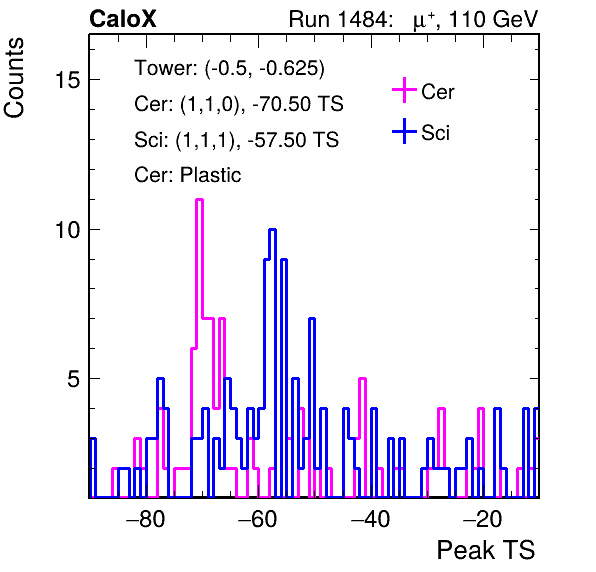 CaloX Run 1484: μ⁺, 110 GeV
Counts
Tower: (-0.5, -0.625)
Cer: (1,1,0), -70.50 TS
Sci: (1,1,1), -57.50 TS
Cer: Plastic
Cer
Sci
15
10
5
−80 −60 −40 −20
Peak TS